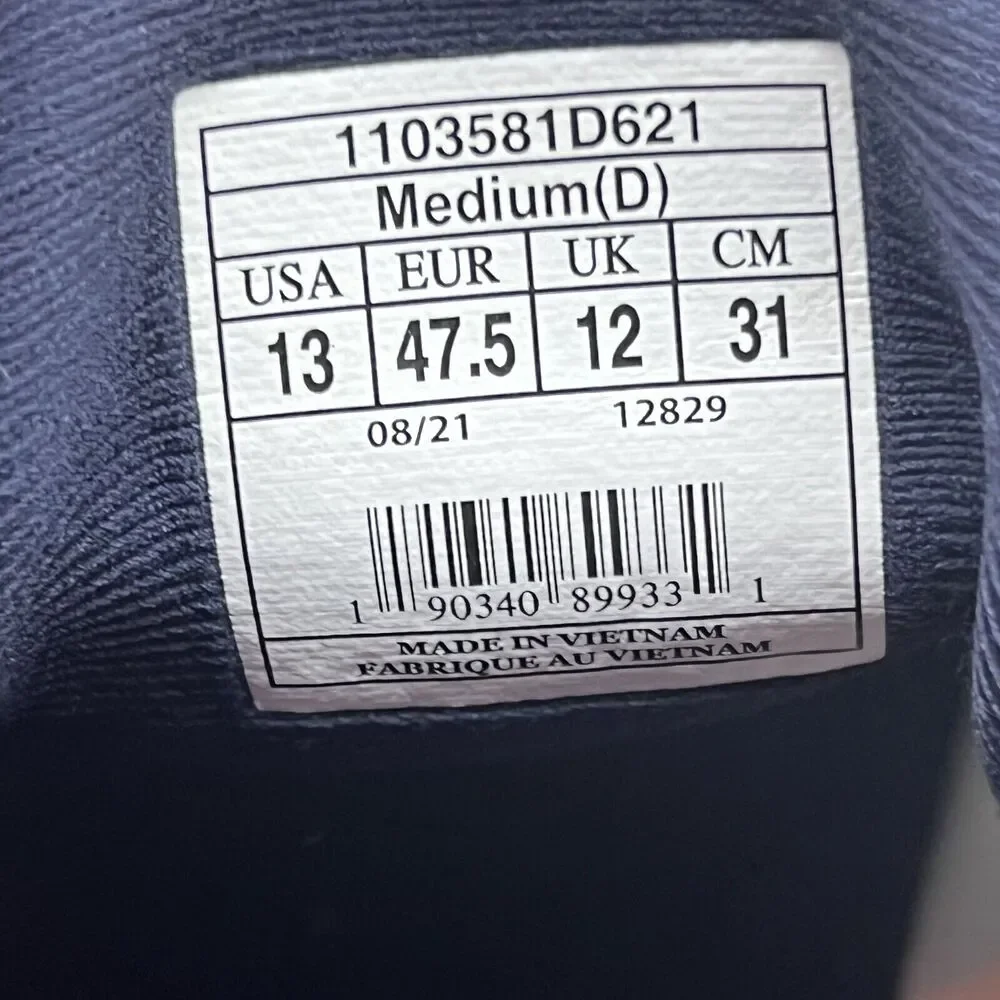 1103581D621
Medium(D)
USA EUR UK CM
13 47.5 12 31
08/21 12829
1 90340 89933 1
MADE IN VIETNAM
FABRIQUE AU VIETNAM